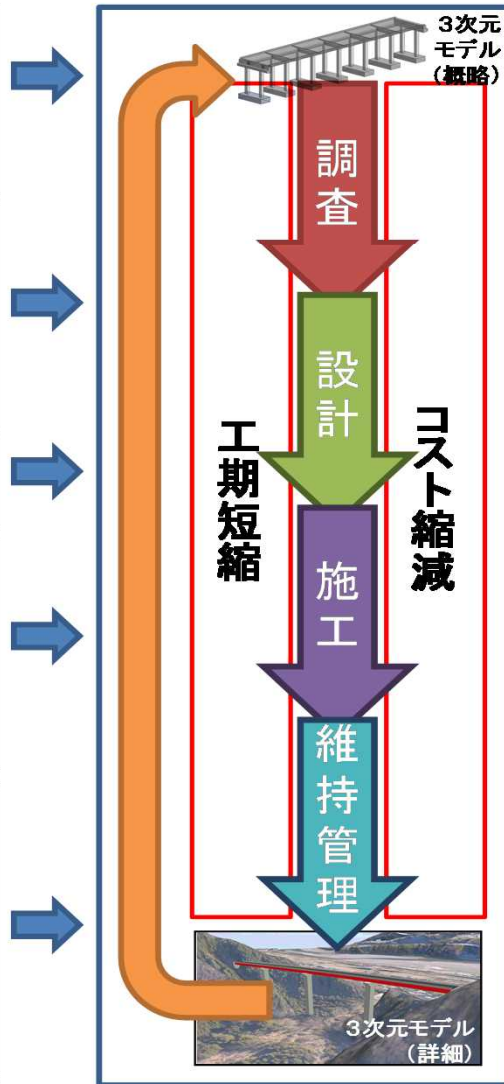 3次元
モデル
(概略)
調査
設計
工期短縮
コスト縮減
施工
維持管理
3次元モデル
(詳細)